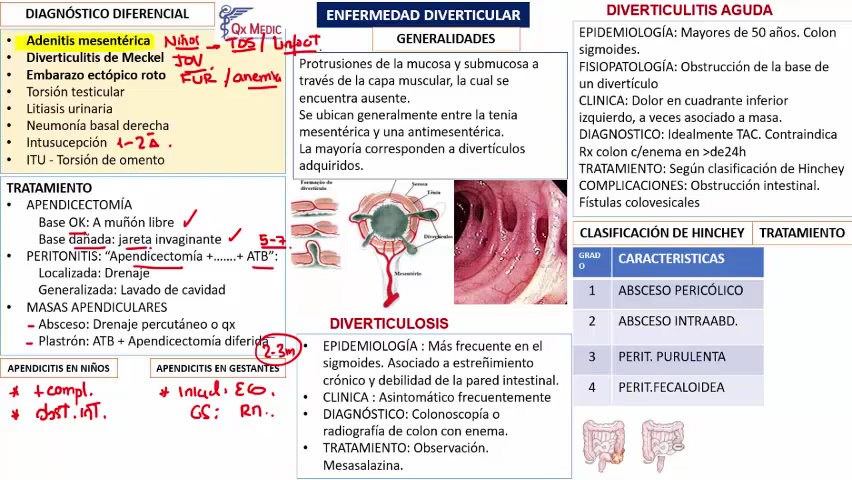 DIAGNÓSTICO DIFERENCIAL
Qx MEDIC
• Adenitis mesentérica Niños → IDS /
• Diverticulitis de Meckel JOV
• Embarazo ectópico roto FUR / anemia
• Torsión testicular
• Litiasis urinaria
• Neumonía basal derecha
• Intusucepción 1-2a.
• ITU - Torsión de omento
TRATAMIENTO
• APENDICECTOMÍA
Base OK: A muñón libre
Base dañada: jareta invaginante
5-7
• PERITONITIS: “Apendicectomía +.......+ ATB”:
Localizada: Drenaje
Generalizada: Lavado de cavidad
• MASAS APENDICULARES
- Absceso: Drenaje percutáneo o qx
- Plastrón: ATB + Apendicectomía diferida
2-3m
APENDICITIS EN NIÑOS
* + compl.
* obst. int.
APENDICITIS EN GESTANTES
* inicial: ECO.
GS: Rn.
ENFERMEDAD DIVERTICULAR
GENERALIDADES
Protrusiones de la mucosa y submucosa a
través de la capa muscular, la cual se
encuentra ausente.
Se ubican generalmente entre la tenia
mesentérica y una antimesentérica.
La mayoría corresponden a divertículos
adquiridos.
Formación de
divertículo
Serosa
Tenia
Divertículo
Mesenterio
DIVERTICULOSIS
• EPIDEMIOLOGÍA : Más frecuente en el
sigmoides. Asociado a estreñimiento
crónico y debilidad de la pared intestinal.
• CLINICA : Asintomático frecuentemente
• DIAGNÓSTICO: Colonoscopía o
radiografía de colon con enema.
• TRATAMIENTO: Observación.
Mesasalazina.
DIVERTICULITIS AGUDA
EPIDEMIOLOGÍA: Mayores de 50 años. Colon
sigmoides.
FISIOPATOLOGÍA: Obstrucción de la base de
un divertículo
CLINICA: Dolor en cuadrante inferior
izquierdo, a veces asociado a masa.
DIAGNOSTICO: Idealmente TAC. Contraindica
Rx colon c/enema en >de24h
TRATAMIENTO: Según clasificación de Hinchey
COMPLICACIONES: Obstrucción intestinal.
Fístulas colovesicales
CLASIFICACIÓN DE HINCHEY
TRATAMIENTO
GRAD
O
CARACTERISTICAS
1 ABSCESO PERICÓLICO
2 ABSCESO INTRAABD.
3 PERIT. PURULENTA
4 PERIT.FECALOIDEA